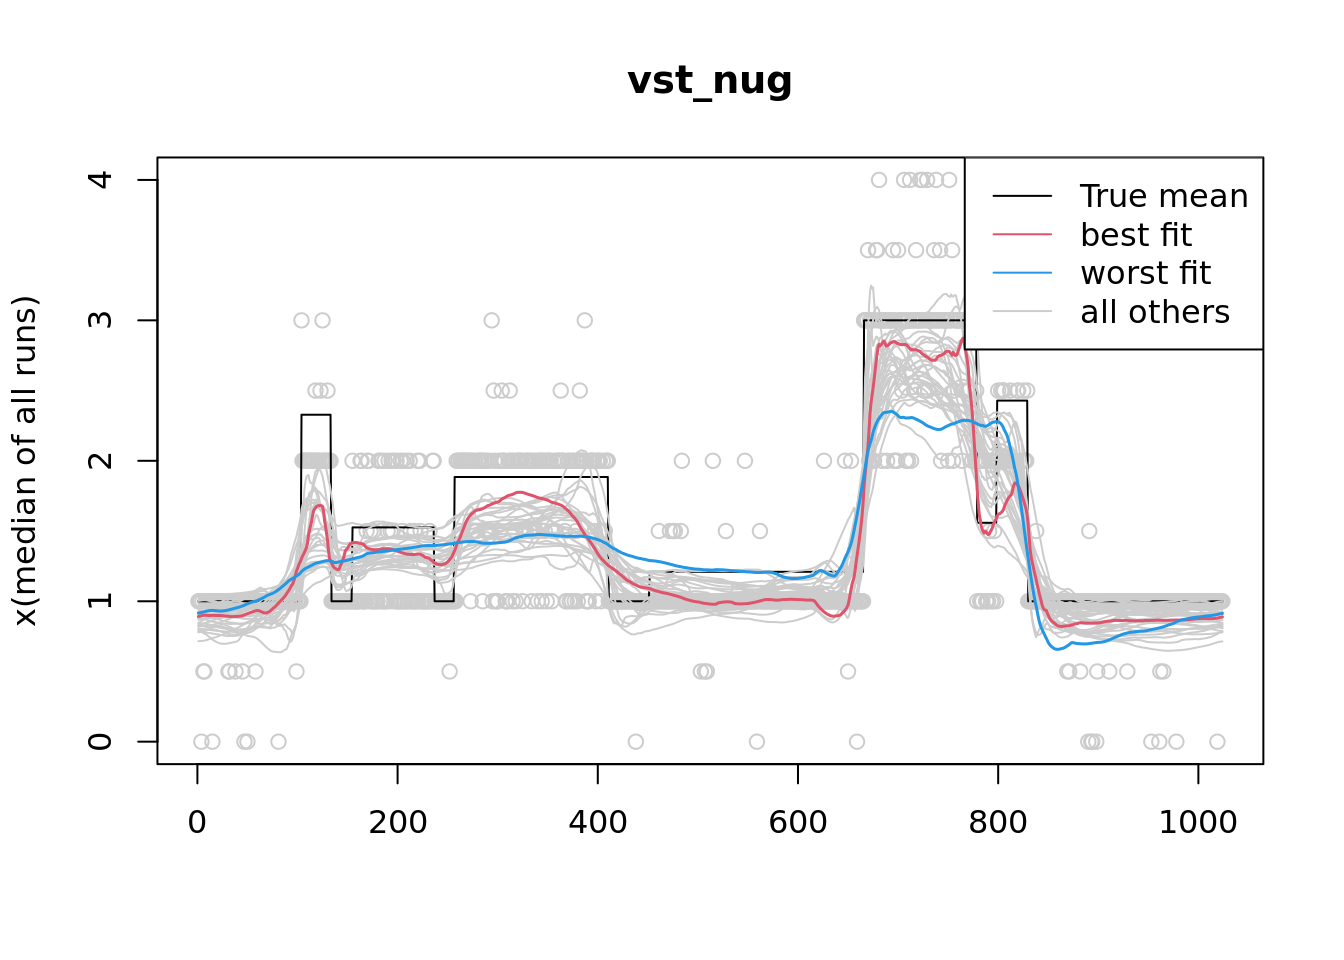 vst_nug
x(median of all runs)
4
3
2
1
0
0 200 400 600 800 1000
True mean
best fit
worst fit
all others